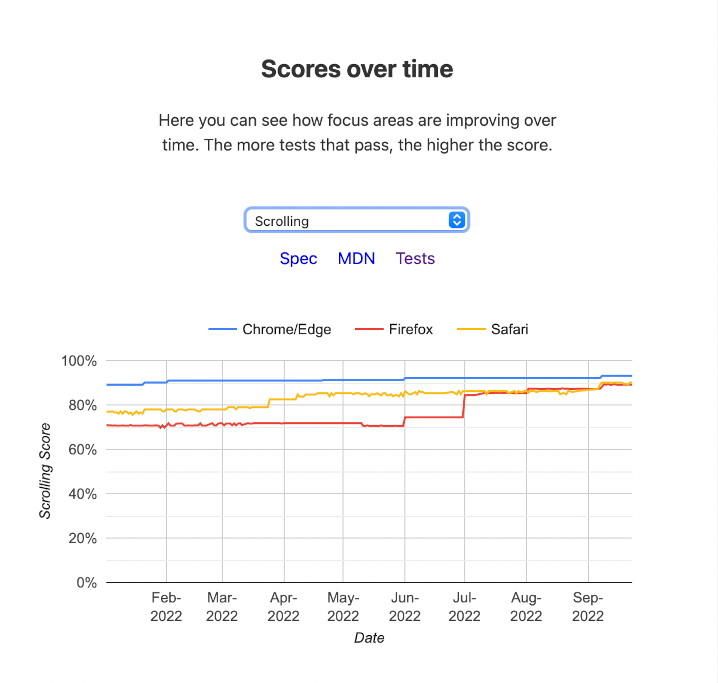 Scores over time
Here you can see how focus areas are improving over
time. The more tests that pass, the higher the score.
Scrolling
Spec MDN Tests
Chrome/Edge Firefox Safari
100%
80%
60%
40%
20%
0%
Scrolling Score
Feb-2022 Mar-2022 Apr-2022 May-2022 Jun-2022 Jul-2022 Aug-2022 Sep-2022
Date